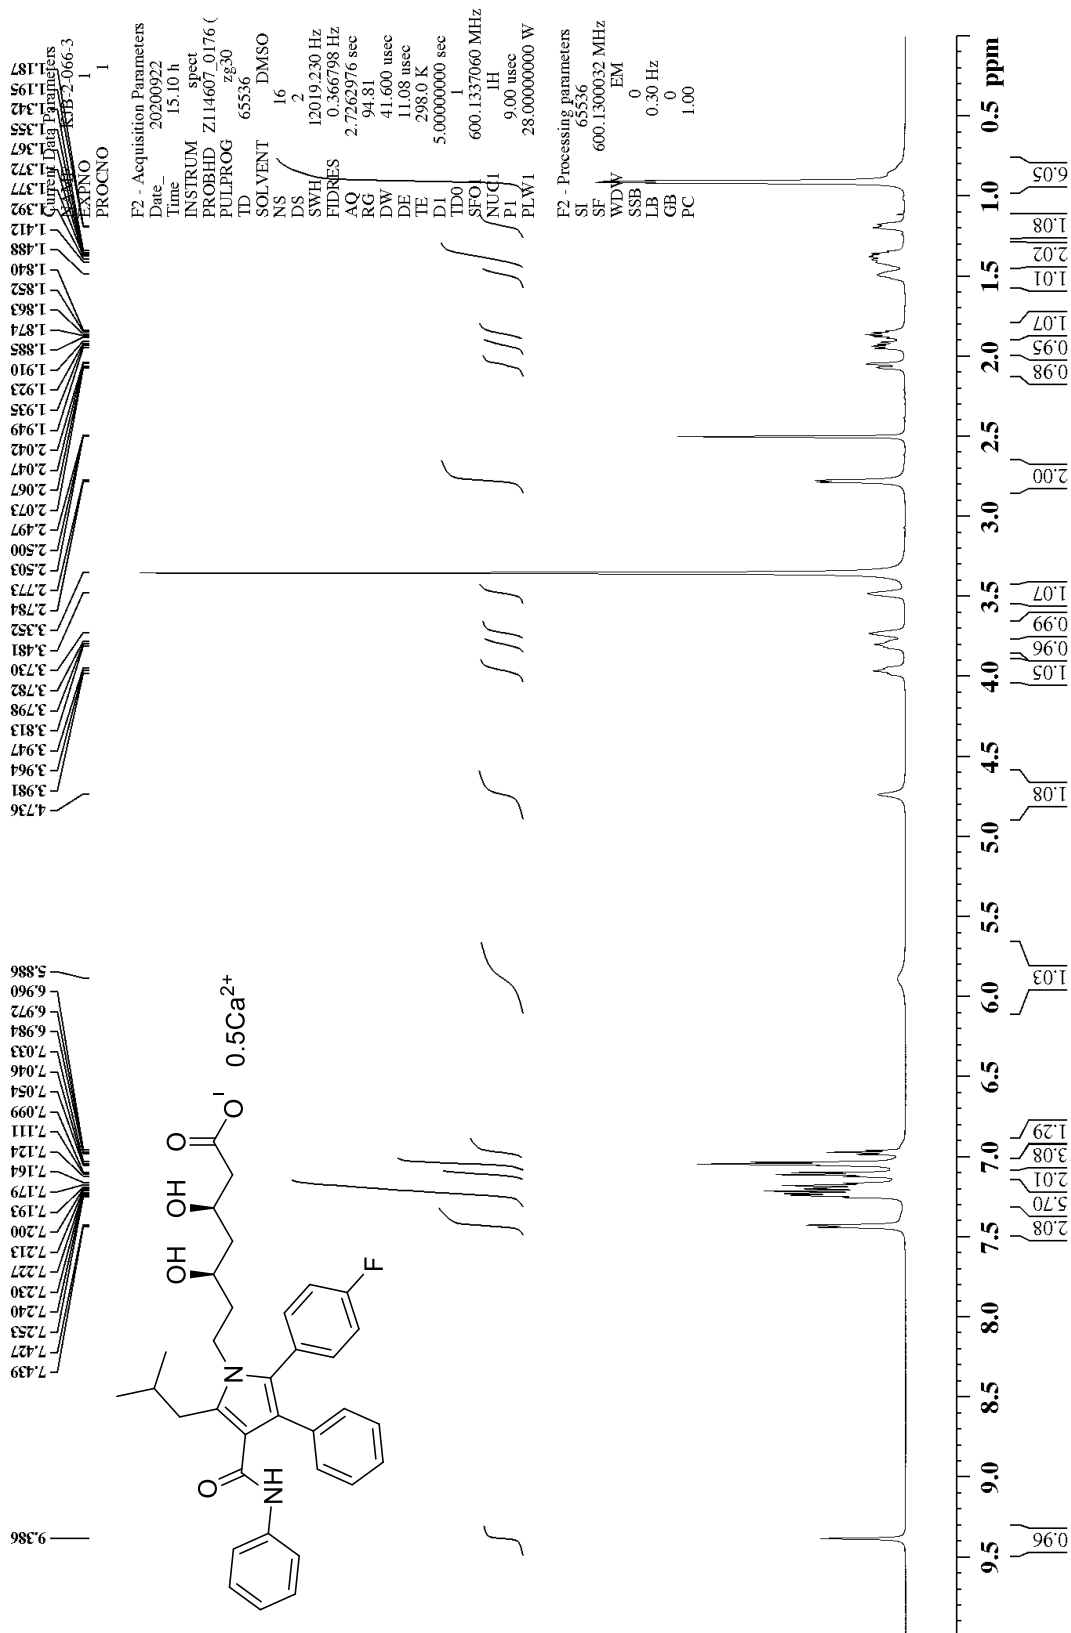 9.386
7.439
7.427
7.253
7.240
7.230
7.227
7.213
7.200
7.193
7.179
7.164
7.124
7.111
7.099
7.054
7.046
7.033
6.984
6.972
6.960
5.886
4.736
3.981
3.964
3.947
3.813
3.798
3.782
3.730
3.481
3.352
2.784
2.773
2.503
2.500
2.497
2.073
2.067
2.047
2.042
1.949
1.935
1.923
1.910
1.885
1.874
1.863
1.852
1.840
1.488
1.412
1.392
1.377
1.372
1.367
1.355
1.342
1.195
1.187
Current Data Parameters
NAME KJB-2-066-3
EXPNO 1
PROCNO 1
F2 - Acquisition Parameters
Date_ 20200922
Time 15.10 h
INSTRUM spect
PROBHD Z114607_0176 (
PULPROG zg30
TD 65536
SOLVENT DMSO
NS 16
DS 2
SWH 12019.230 Hz
FIDRES 0.366798 Hz
AQ 2.7262976 sec
RG 94.81
DW 41.600 usec
DE 11.08 usec
TE 298.0 K
D1 5.00000000 sec
TD0 1
SFO1 600.1337060 MHz
NUC1 1H
P1 9.00 usec
PLW1 28.00000000 W
F2 - Processing parameters
SI 65536
SF 600.1300032 MHz
WDW EM
SSB 0
LB 0.30 Hz
GB 0
PC 1.00
O
NH
N
F
OH
OH
O
O-
0.5Ca2+
9.5 9.0 8.5 8.0 7.5 7.0 6.5 6.0 5.5 5.0 4.5 4.0 3.5 3.0 2.5 2.0 1.5 1.0 0.5 ppm
0.96
2.08
5.70
2.01
3.08
1.29
1.03
1.08
1.05
0.96
0.99
1.07
2.00
0.98
0.95
1.07
1.01
2.02
1.08
6.05